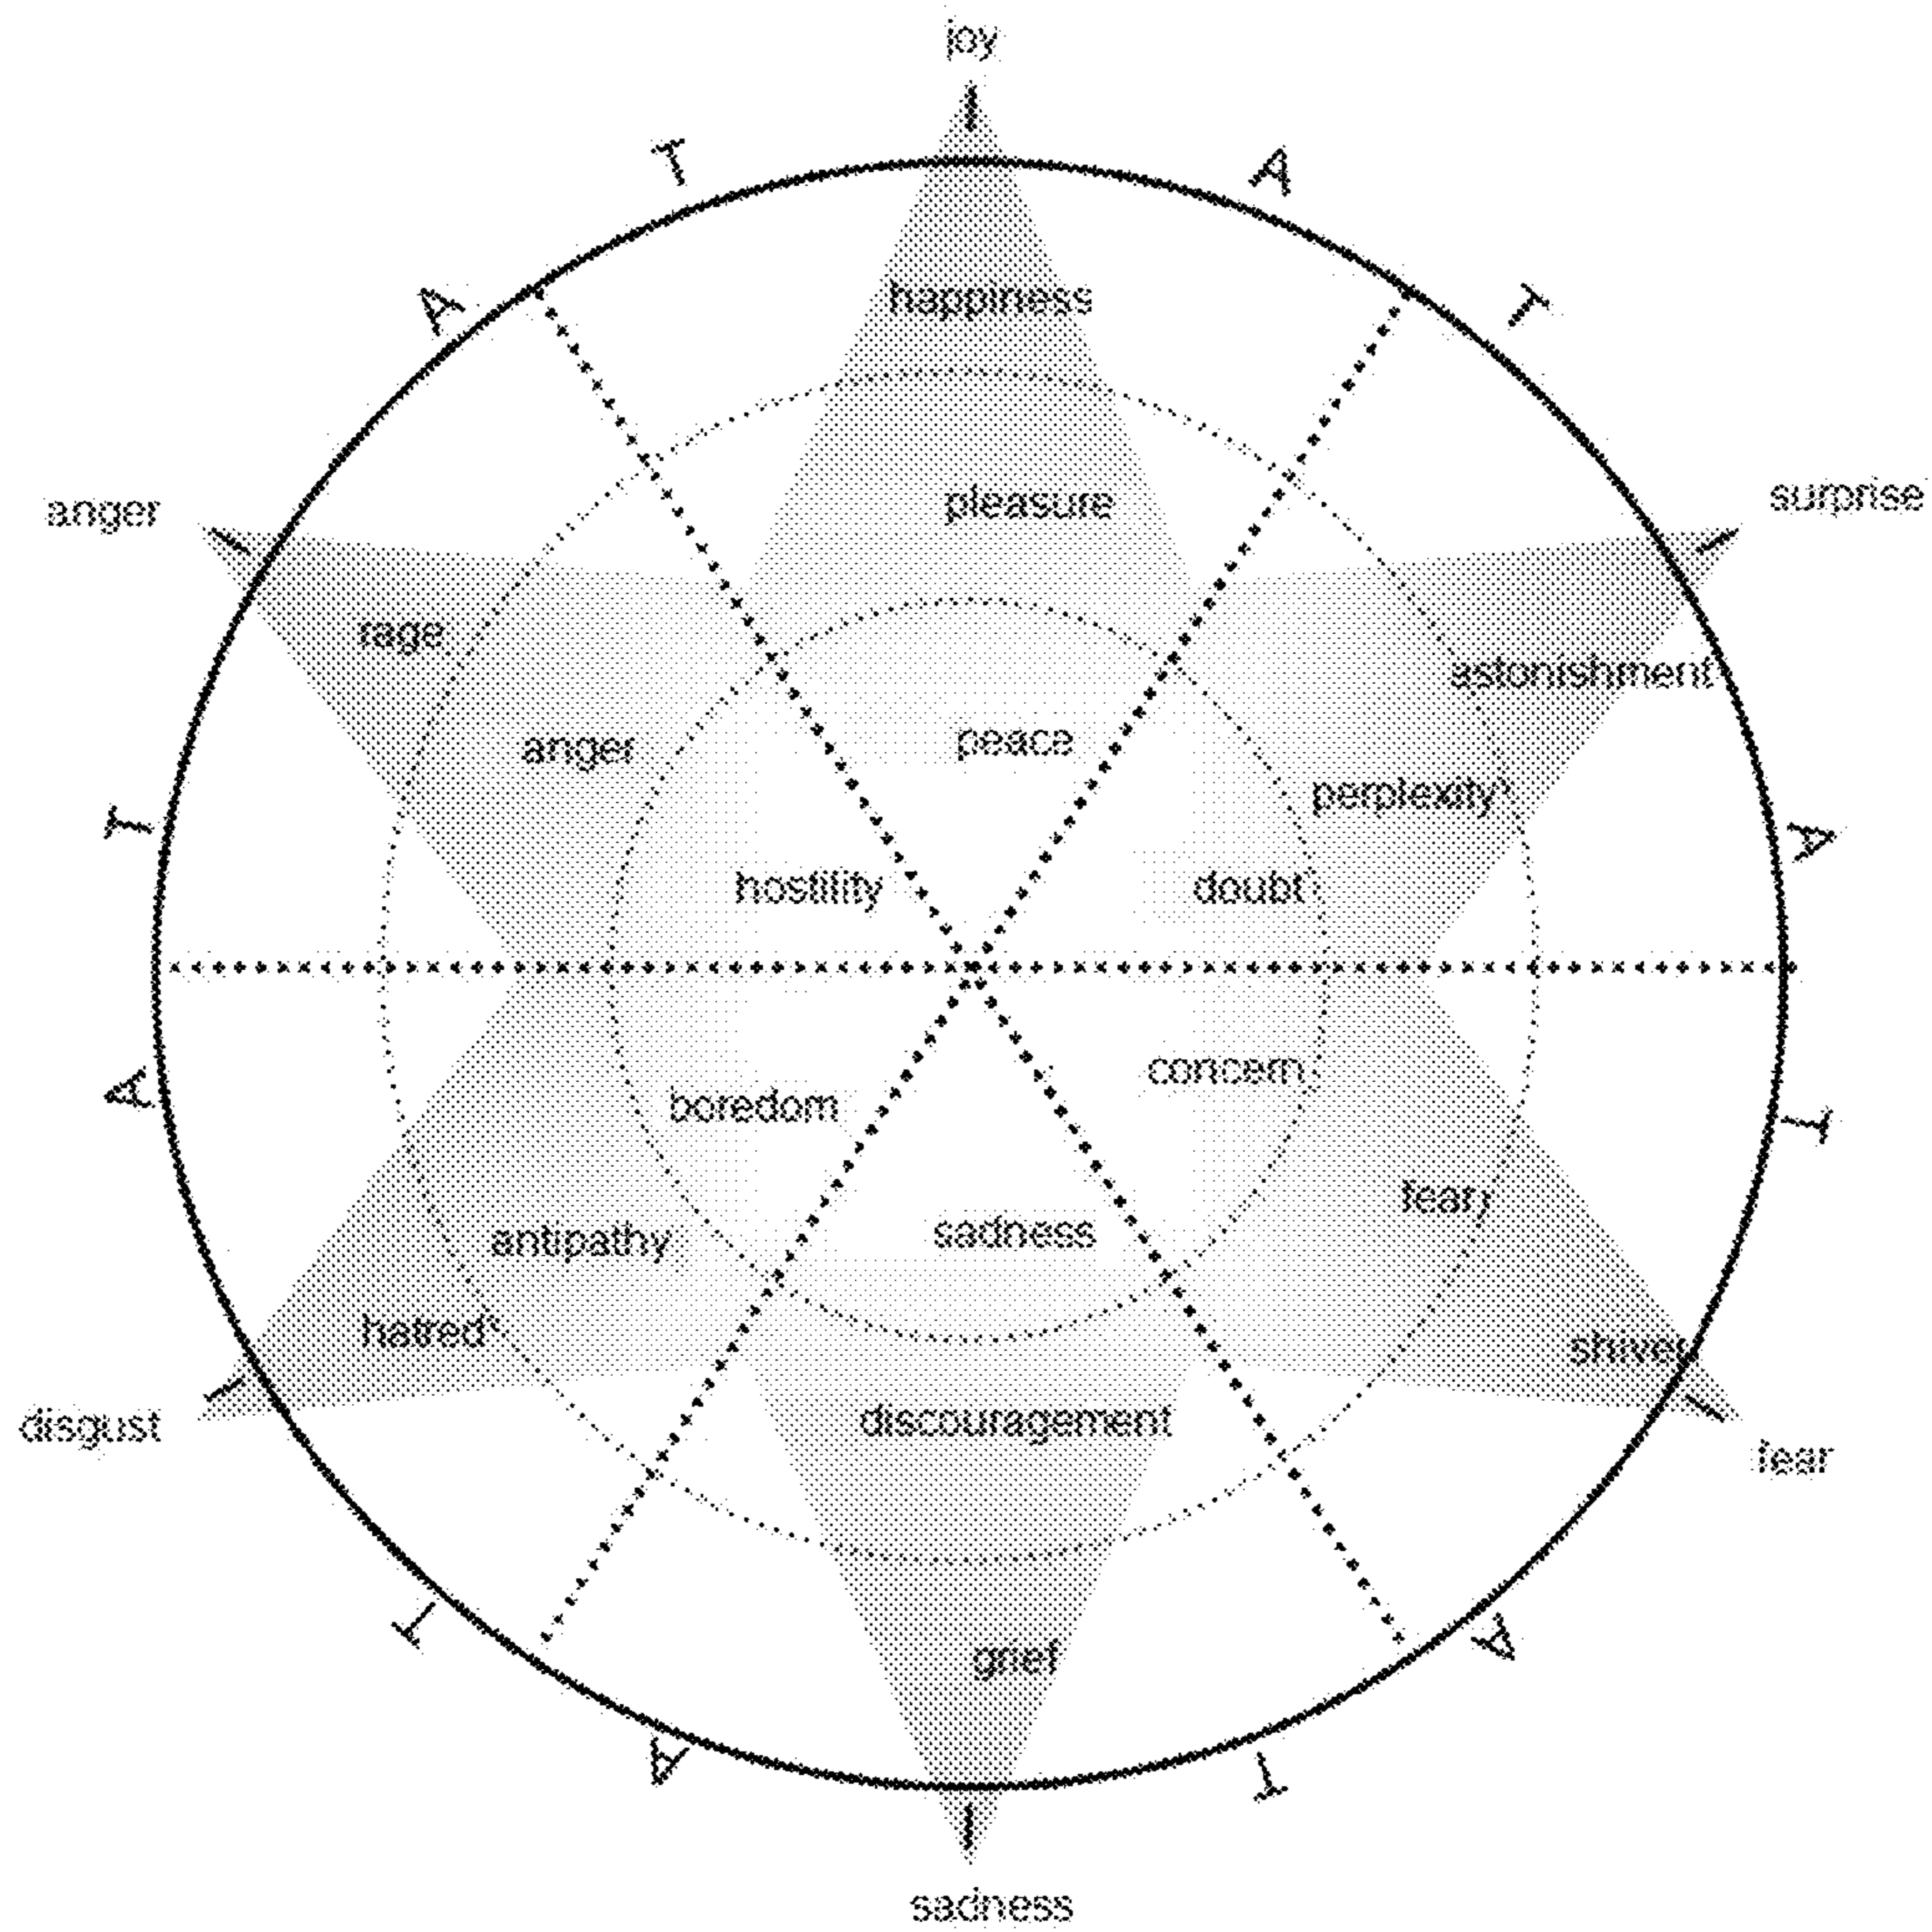 joy
I
T
A
A
T
happiness
anger
I
pleasure
surprise
I
rage
astonishment
anger
peace
perplexity
T
A
hostility
doubt
A
concern
boredom
T
fear
antipathy
sadness
hatred
shiver
I
I
disgust
discouragement
fear
T
A
grief
A
T
I
sadness